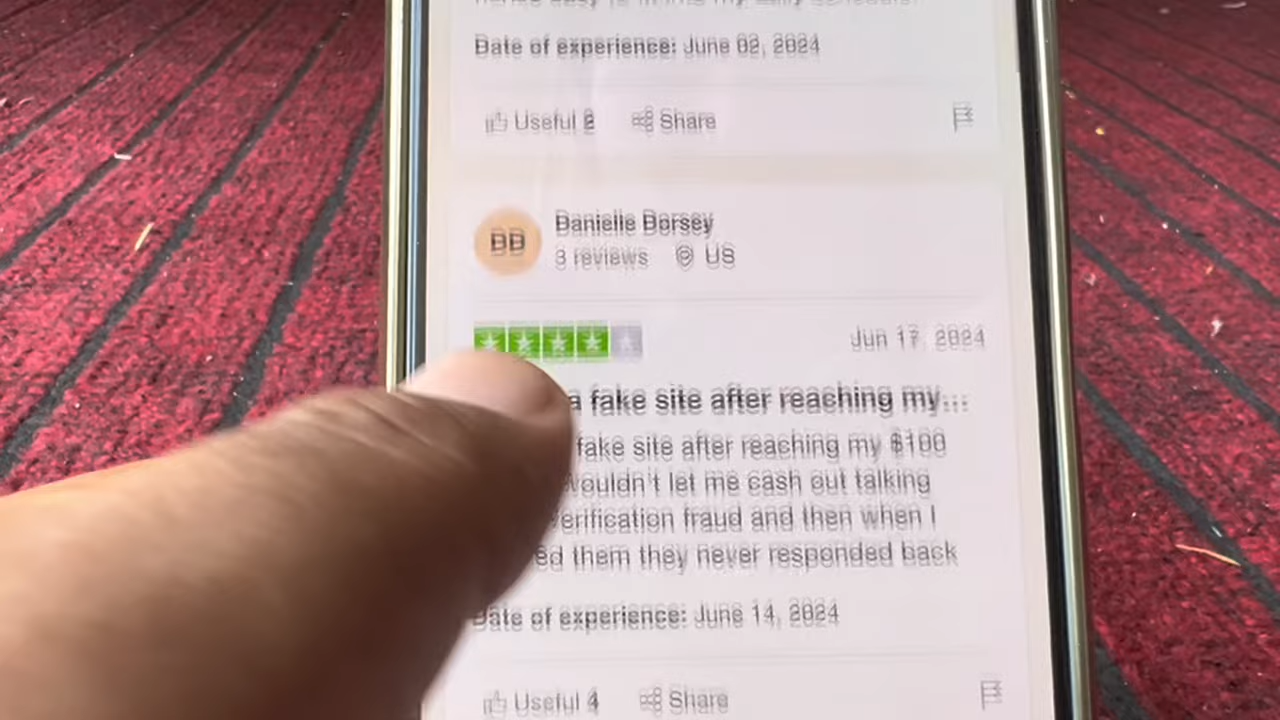 Date of experience: June 02, 2024
Useful 2
Share
DD
Danielle Dorsey
3 reviews
US
Jun 17, 2024
a fake site after reaching my...
fake site after reaching my $100
wouldn't let me cash out talking
verification fraud and then when I
them they never responded back
Date of experience: June 14, 2024
Useful 4
Share